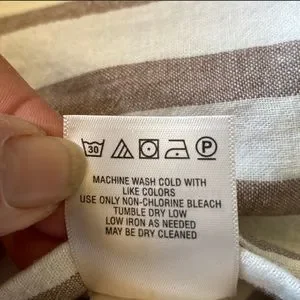 30 P
MACHINE WASH COLD WITH
LIKE COLORS
USE ONLY NON-CHLORINE BLEACH
TUMBLE DRY LOW
LOW IRON AS NEEDED
MAY BE DRY CLEANED